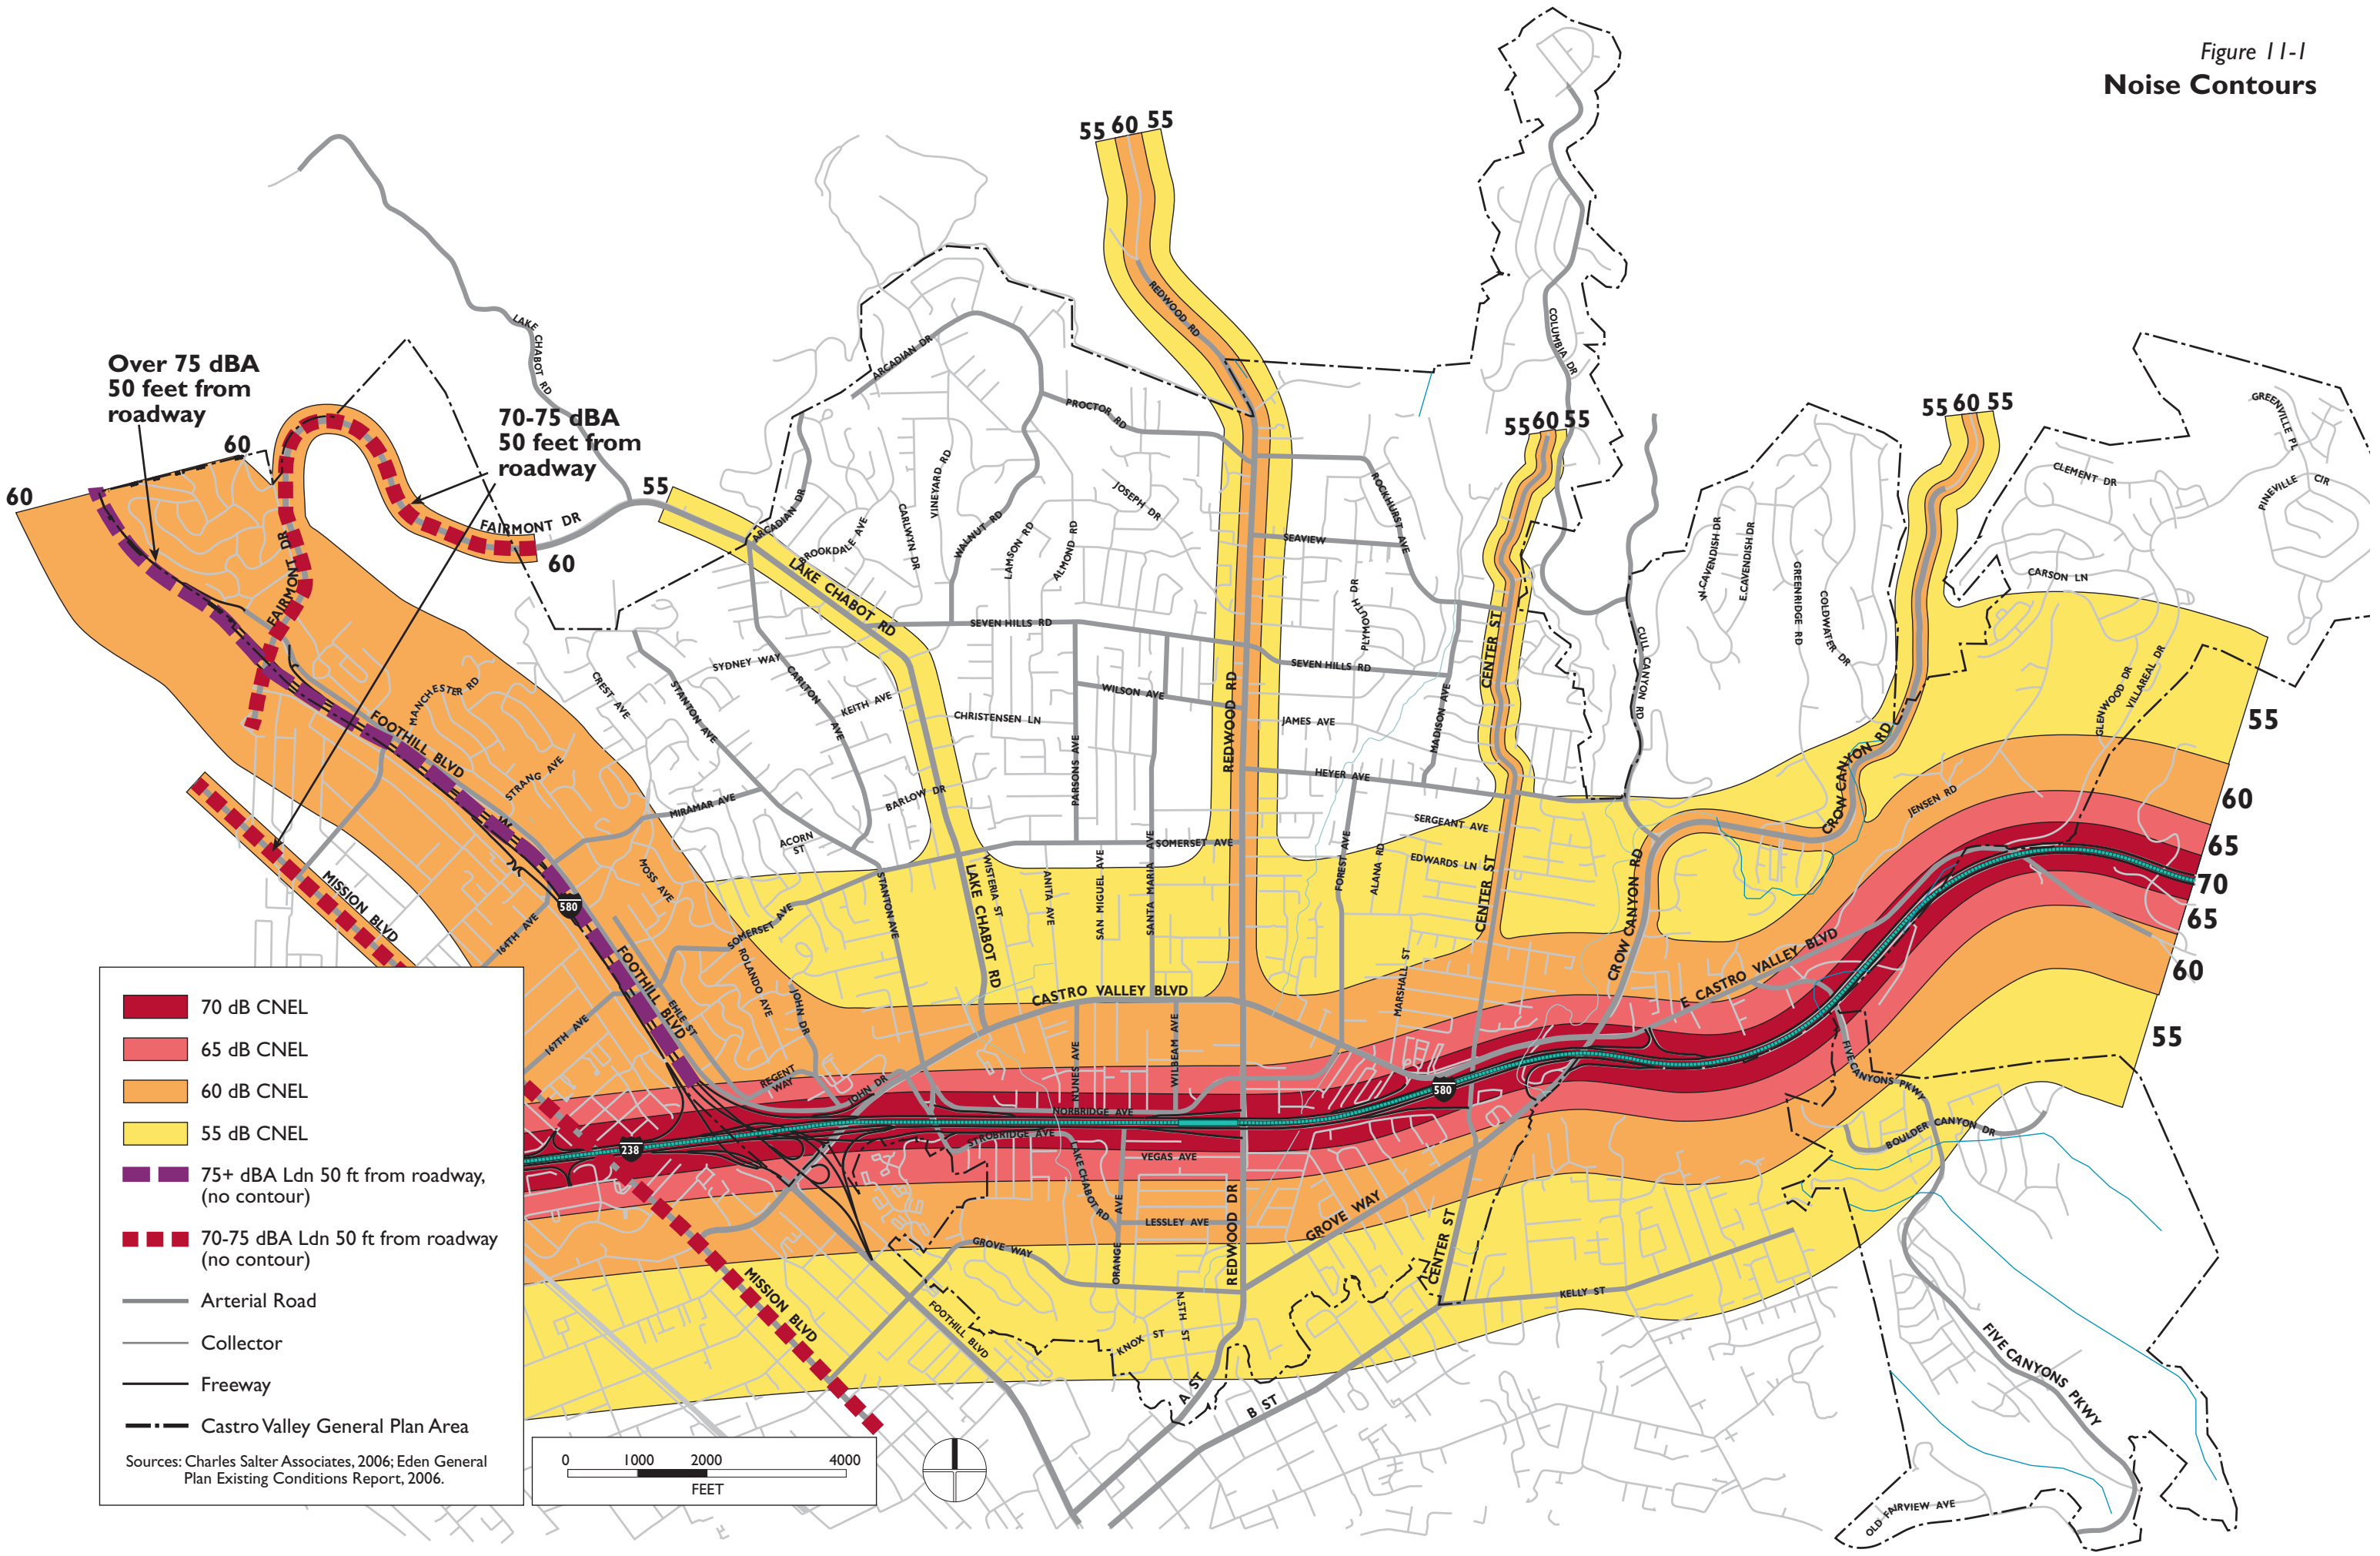 Figure 11-1
Noise Contours
55 60 55
Over 75 dBA
50 feet from
roadway
70-75 dBA
50 feet from
roadway
60
60
60
55
55 60 55
55 60 55
LAKE CHABOT RD
FAIRMONT DR
FAIRMONT DR
ARCADIAN DR
ARCADIAN DR
REDWOOD RD
COLUMBIA DR
PROCTOR RD
ROCKHURST AVE
JOSEPH DR
VINEYARD RD
CARLWYN DR
BROOKDALE AVE
WALNUT RD
LAMSON RD
ALMOND RD
SEAVIEW
LAKE CHABOT RD
SEVEN HILLS RD
SEVEN HILLS RD
PLYMOUTH DR
CENTER ST
CULL CANYON RD
W.CAVENDISH DR
E.CAVENDISH DR
GREENRIDGE RD
COLDWATER DR
CLEMENT DR
CARSON LN
GREENVILLE PL
PINEVILLE CIR
GLENWOOD DR
VILLAREAL DR
SYDNEY WAY
CREST AVE
STANTON AVE
CARLTON AVE
KEITH AVE
CHRISTENSEN LN
WILSON AVE
REDWOOD RD
JAMES AVE
MADISON AVE
PARSONS AVE
HEYER AVE
BARLOW DR
MIRAMAR AVE
ACORN ST
MANCHESTER RD
FOOTHILL BLVD
STRANG AVE
MOSS AVE
580
164TH AVE
MISSION BLVD
SOMERSET AVE
SOMERSET AVE
STANTON AVE
LAKE CHABOT RD
WISTERIA ST
ANITA AVE
SAN MIGUEL AVE
SANTA MARIA AVE
FOREST AVE
ALANA RD
SERGEANT AVE
EDWARDS LN
CENTER ST
CROW CANYON RD
CROW CANYON RD
JENSEN RD
55
60
65
70
65
60
55
ROLANDO AVE
JOHN DR
FOOTHILL BLVD
EHLE ST
167TH AVE
CASTRO VALLEY BLVD
MARSHALL ST
E. CASTRO VALLEY BLVD
REGENT WAY
JOHN DR
NUNES AVE
WILBEAM AVE
NORBRIDGE AVE
580
238
STROBRIDGE AVE
VEGAS AVE
LAKE CHABOT RD
LESSLEY AVE
ORANGE AVE
REDWOOD DR
GROVE WAY
GROVE WAY
CENTER ST
KELLY ST
FIVE CANYONS PKWY
BOULDER CANYON DR
MISSION BLVD
FOOTHILL BLVD
KNOX ST
N.5TH ST
A ST
B ST
FIVE CANYONS PKWY
OLD FAIRVIEW AVE
70 dB CNEL
65 dB CNEL
60 dB CNEL
55 dB CNEL
75+ dBA Ldn 50 ft from roadway,
(no contour)
70-75 dBA Ldn 50 ft from roadway
(no contour)
Arterial Road
Collector
Freeway
Castro Valley General Plan Area
Sources: Charles Salter Associates, 2006; Eden General
Plan Existing Conditions Report, 2006.
0 1000 2000 4000
FEET